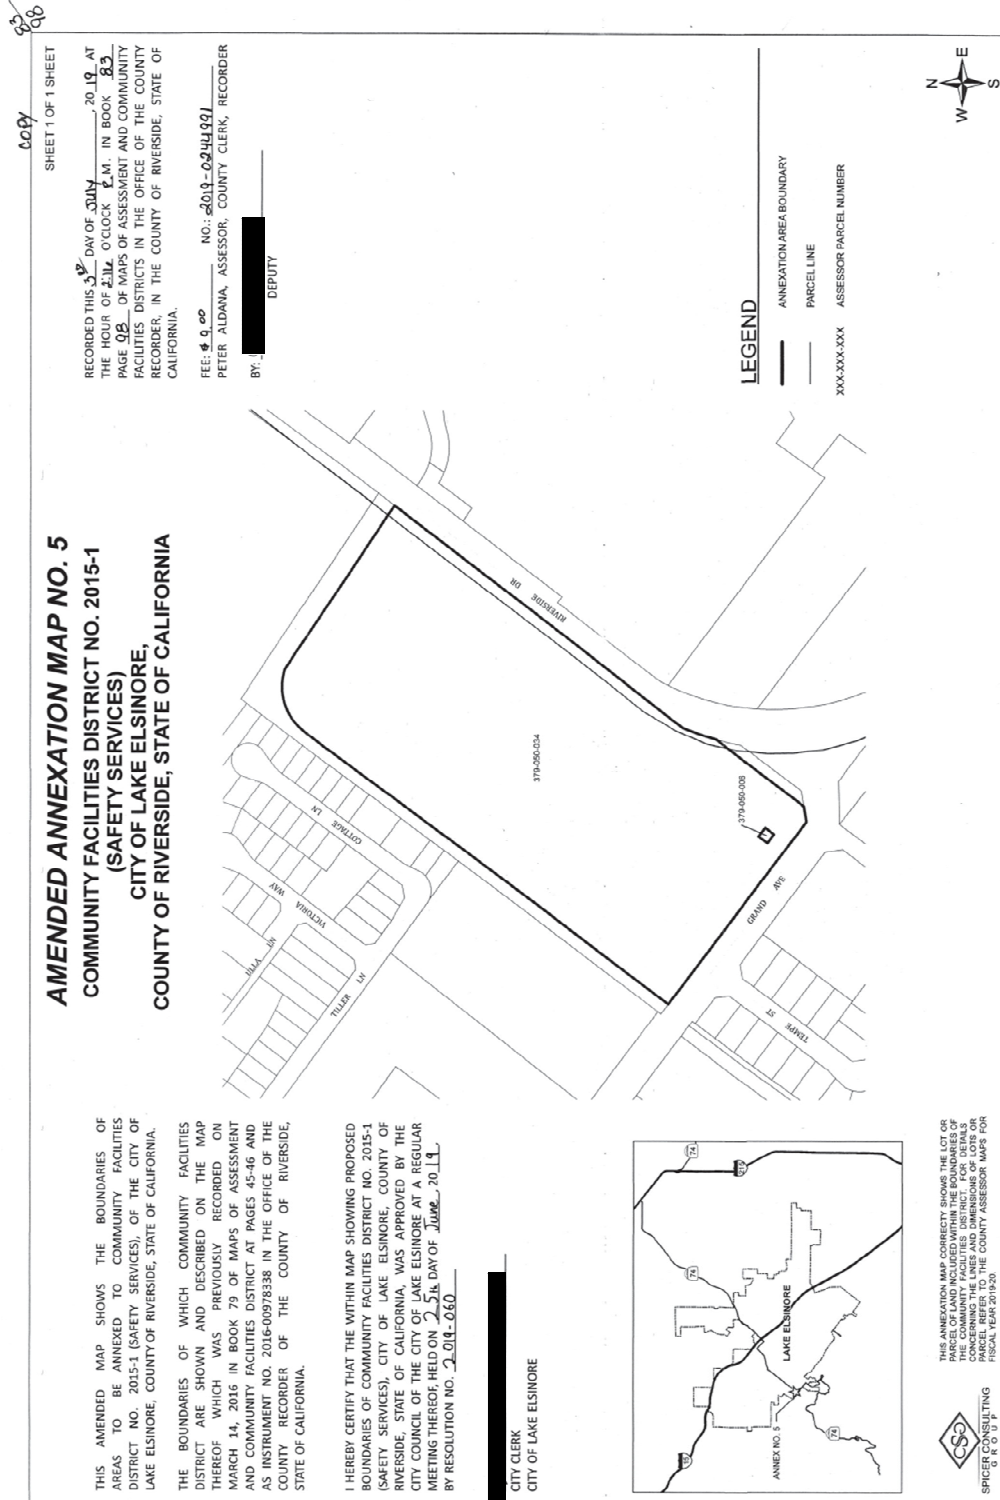 83
98
COPY
SHEET 1 OF 1 SHEET
AMENDED ANNEXATION MAP NO. 5
COMMUNITY FACILITIES DISTRICT NO. 2015-1
(SAFETY SERVICES)
CITY OF LAKE ELSINORE,
COUNTY OF RIVERSIDE, STATE OF CALIFORNIA
THIS AMENDED MAP SHOWS THE BOUNDARIES OF
AREAS TO BE ANNEXED TO COMMUNITY FACILITIES
DISTRICT NO. 2015-1 (SAFETY SERVICES), OF THE CITY OF
LAKE ELSINORE, COUNTY OF RIVERSIDE, STATE OF CALIFORNIA.
THE BOUNDARIES OF WHICH COMMUNITY FACILITIES
DISTRICT ARE SHOWN AND DESCRIBED ON THE MAP
THEREOF WHICH WAS PREVIOUSLY RECORDED ON
MARCH 14, 2016 IN BOOK 79 OF MAPS OF ASSESSMENT
AND COMMUNITY FACILITIES DISTRICT AT PAGES 45-46 AND
AS INSTRUMENT NO. 2016-00978338 IN THE OFFICE OF THE
COUNTY RECORDER OF THE COUNTY OF RIVERSIDE,
STATE OF CALIFORNIA.
I HEREBY CERTIFY THAT THE WITHIN MAP SHOWING PROPOSED
BOUNDARIES OF COMMUNITY FACILITIES DISTRICT NO. 2015-1
(SAFETY SERVICES), CITY OF LAKE ELSINORE, COUNTY OF
RIVERSIDE, STATE OF CALIFORNIA, WAS APPROVED BY THE
CITY COUNCIL OF THE CITY OF LAKE ELSINORE AT A REGULAR
MEETING THEREOF, HELD ON 25th DAY OF June, 2019,
BY RESOLUTION NO. 2019-060
CITY CLERK
CITY OF LAKE ELSINORE
RECORDED THIS 3rd DAY OF July, 2019 AT
THE HOUR OF O'CLOCK P.M. IN BOOK 83
PAGE 98 OF MAPS OF ASSESSMENT AND COMMUNITY
FACILITIES DISTRICTS IN THE OFFICE OF THE COUNTY
RECORDER, IN THE COUNTY OF RIVERSIDE, STATE OF
CALIFORNIA.
FEE: NO.: 2019-0244991
PETER ALDANA, ASSESSOR, COUNTY CLERK, RECORDER
BY:
DEPUTY
ULLA LN
VICTORIA WAY
COTTAGE LN
TILLER LN
RIVERSIDE DR
379-050-034
379-050-006
GRAND AVE
TEMPE ST
74
215
74
LAKE ELSINORE
ANNEX NO. 5
15
74
LEGEND
ANNEXATION AREA BOUNDARY
PARCEL LINE
XXX-XXX-XXX ASSESSOR PARCEL NUMBER
N
W E
S
CSG
SPICER CONSULTING
GROUP
THIS ANNEXATION MAP CORRECTY SHOWS THE LOT OR
PARCEL OF LAND INCLUDED WITHIN THE BOUNDARIES OF
THE COMMUNITY FACILITIES DISTRICT. FOR DETAILS
CONCERNING THE LINES AND DIMENSIONS OF LOTS OR
PARCEL REFER TO THE COUNTY ASSESSOR MAPS FOR
FISCAL YEAR 2019-20.